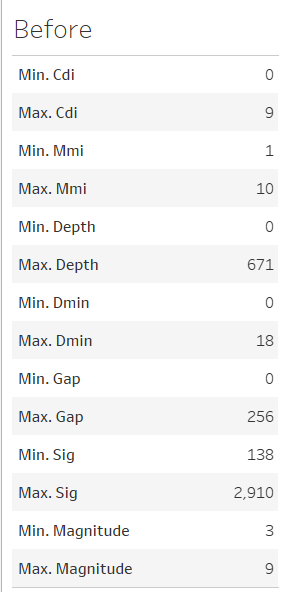 Before
Min. Cdi 0
Max. Cdi 9
Min. Mmi 1
Max. Mmi 10
Min. Depth 0
Max. Depth 671
Min. Dmin 0
Max. Dmin 18
Min. Gap 0
Max. Gap 256
Min. Sig 138
Max. Sig 2,910
Min. Magnitude 3
Max. Magnitude 9